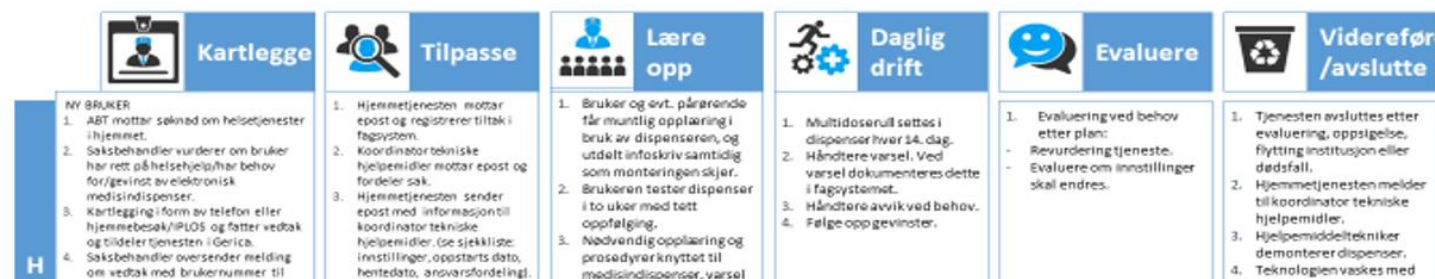 Kartlegge
NY BRUKER
1. ABT mottar søknad om helsetjenester
i hjemmet.
2. Saksbehandler vurderer om bruker
har rett på helsehjelp/har behov
for/gevinst av elektronisk
medisindispenser.
3. Kartlegging i form av telefon eller
hjemmebesøk/IPLOS og fatter vedtak
og tildeler tjenesten i Gerica.
4. Saksbehandler oversender melding
om vedtak med brukernummer til
Tilpasse
1. Hjemmetjenesten mottar
epost og registrerer tiltak i
fagsystem.
2. Koordinator tekniske
hjelpemidler mottar epost og
fordeler sak.
3. Hjemmetjenesten sender
epost med informasjon til
koordinator tekniske
hjelpemidler. (se sjekkliste:
innstillinger, oppstarts dato,
hentedato, ansvarsfordeling).
Lære
opp
1. Bruker og evt. pårørende
får muntlig opplæring i
bruk av dispenseren, og
utdelt infoskriv samtidig
som monteringen skjer.
2. Brukeren tester dispenser
i to uker med tett
oppfølging.
3. Nødvendig opplæring og
prosedyrer knyttet til
medisindispenser, varsel
Daglig
drift
1. Multidoserull settes i
dispenser hver 14. dag.
2. Håndtere varsel. Ved
varsel dokumenteres dette
i fagsystemet.
3. Håndtere avvik ved behov.
4. Følge opp gevinster.
Evaluere
1. Evaluering ved behov
etter plan:
- Revurdering tjeneste.
- Evaluere om innstillinger
skal endres.
Videreføre
/avslutte
1. Tjenesten avsluttes etter
evaluering, oppsigelse,
flytting institusjon eller
dødsfall.
2. Hjemmetjenesten melder
til koordinator tekniske
hjelpemidler.
3. Hjelpemiddeltekniker
demonterer dispenser.
4. Teknologien vaskes med
H